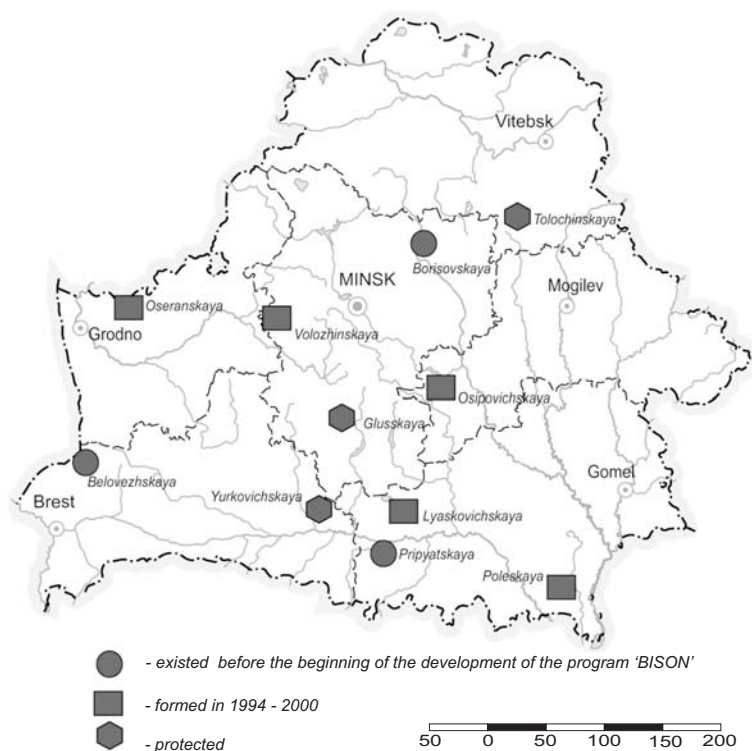 Vitebsk
Tolochinskaya
Borisovskaya
MINSK
Mogilev
Oseranskaya
Grodno
Volozhinskaya
Osipovichskaya
Glusskaya
Gomel
Belovezhskaya
Yurkovichskaya
Lyaskovichskaya
Brest
Pripyatskaya
Poleskaya
- existed before the beginning of the development of the program ‘BISON’
- formed in 1994 - 2000
- protected
50 0 50 100 150 200